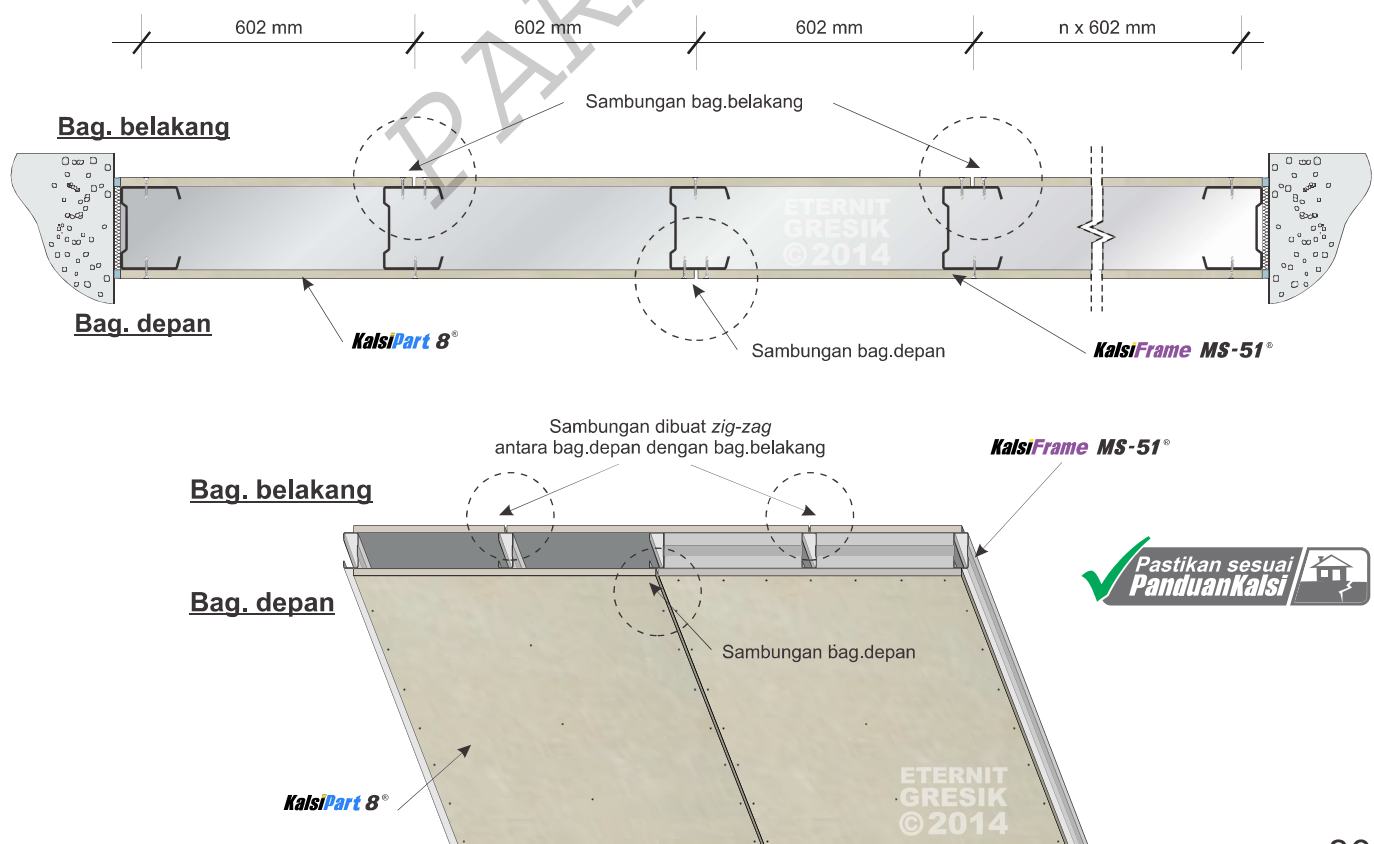 602 mm
602 mm
602 mm
n x 602 mm
Sambungan bag.belakang
Bag. belakang
ETERNIT
GRESIK
© 2014
Bag. depan
KalsiPart 8®
Sambungan bag.depan
KalsiFrame MS-51®
Sambungan dibuat zig-zag
antara bag.depan dengan bag.belakang
KalsiFrame MS-51®
Bag. belakang
Pastikan sesuai
PanduanKalsi
Bag. depan
Sambungan bag.depan
ETERNIT
GRESIK
© 2014
KalsiPart 8®